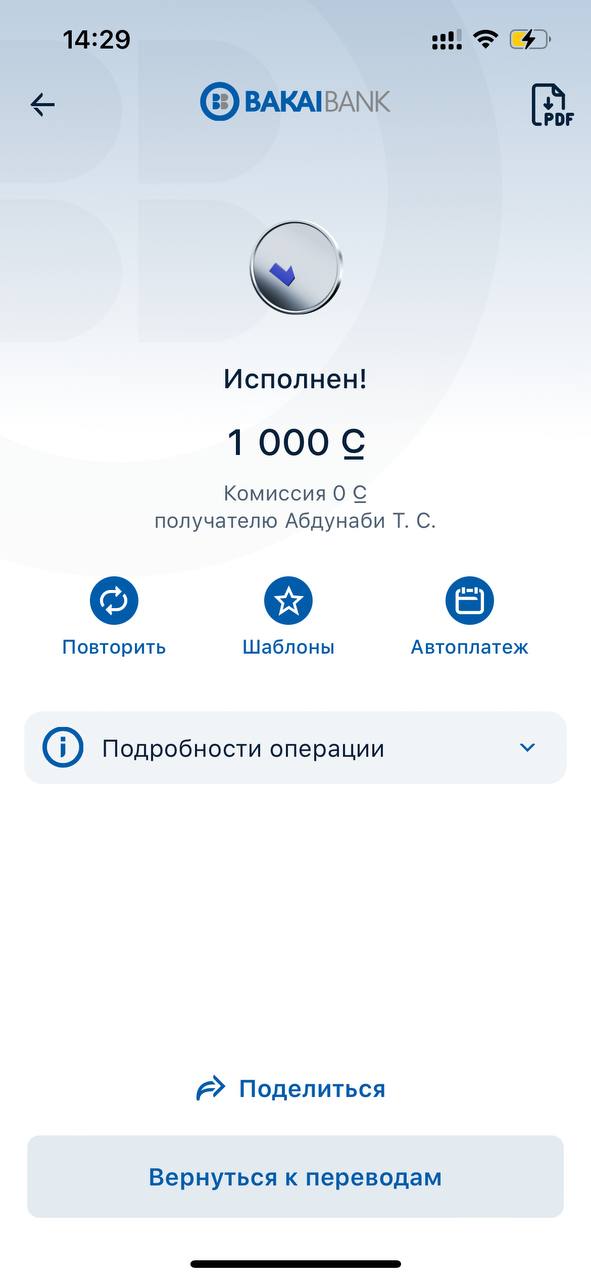 14:29
BAKAIBANK
PDF
Исполнен!
1 000 С̲
Комиссия 0 С̲
получателю Абдунаби Т. С.
Повторить
Шаблоны
Автоплатеж
Подробности операции
Поделиться
Вернуться к переводам